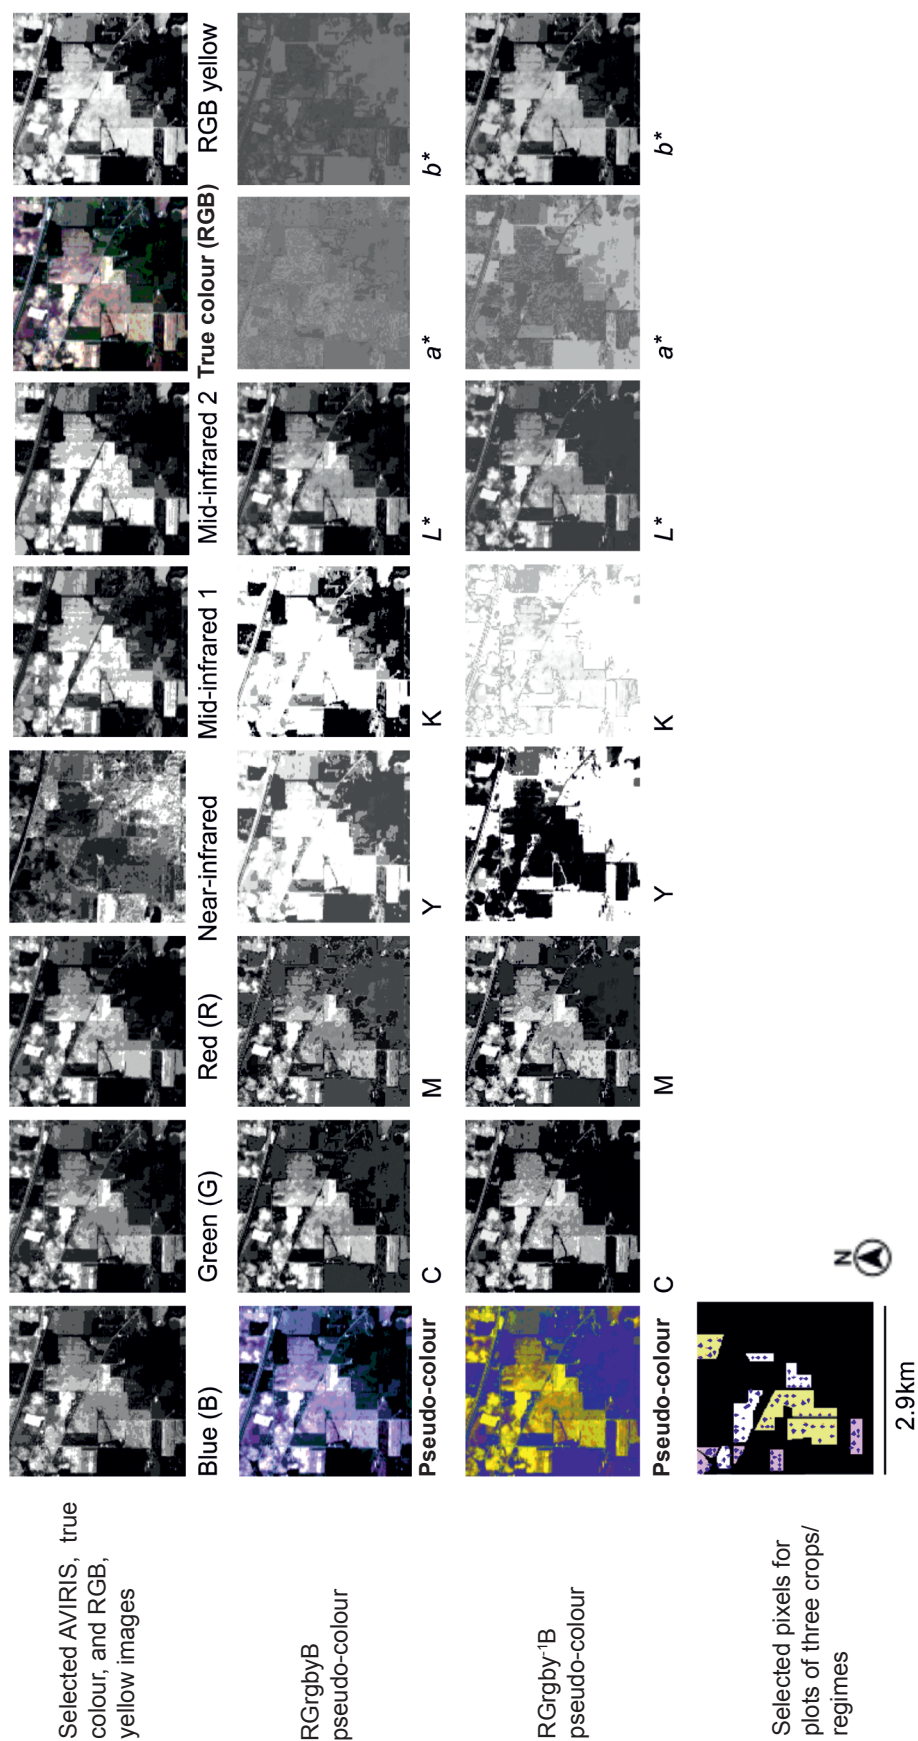 Selected AVIRIS, true
colour, and RGB,
yellow images
Blue (B)
Green (G)
Red (R)
Near-infrared
Mid-infrared 1
Mid-infrared 2
True colour (RGB)
RGB yellow
RGrgbyB
pseudo-colour
Pseudo-colour
C
M
Y
K
L*
a*
b*
RGrgby⁻¹B
pseudo-colour
Pseudo-colour
C
M
Y
K
L*
a*
b*
Selected pixels for
plots of three crops/
regimes
2.9 km
N